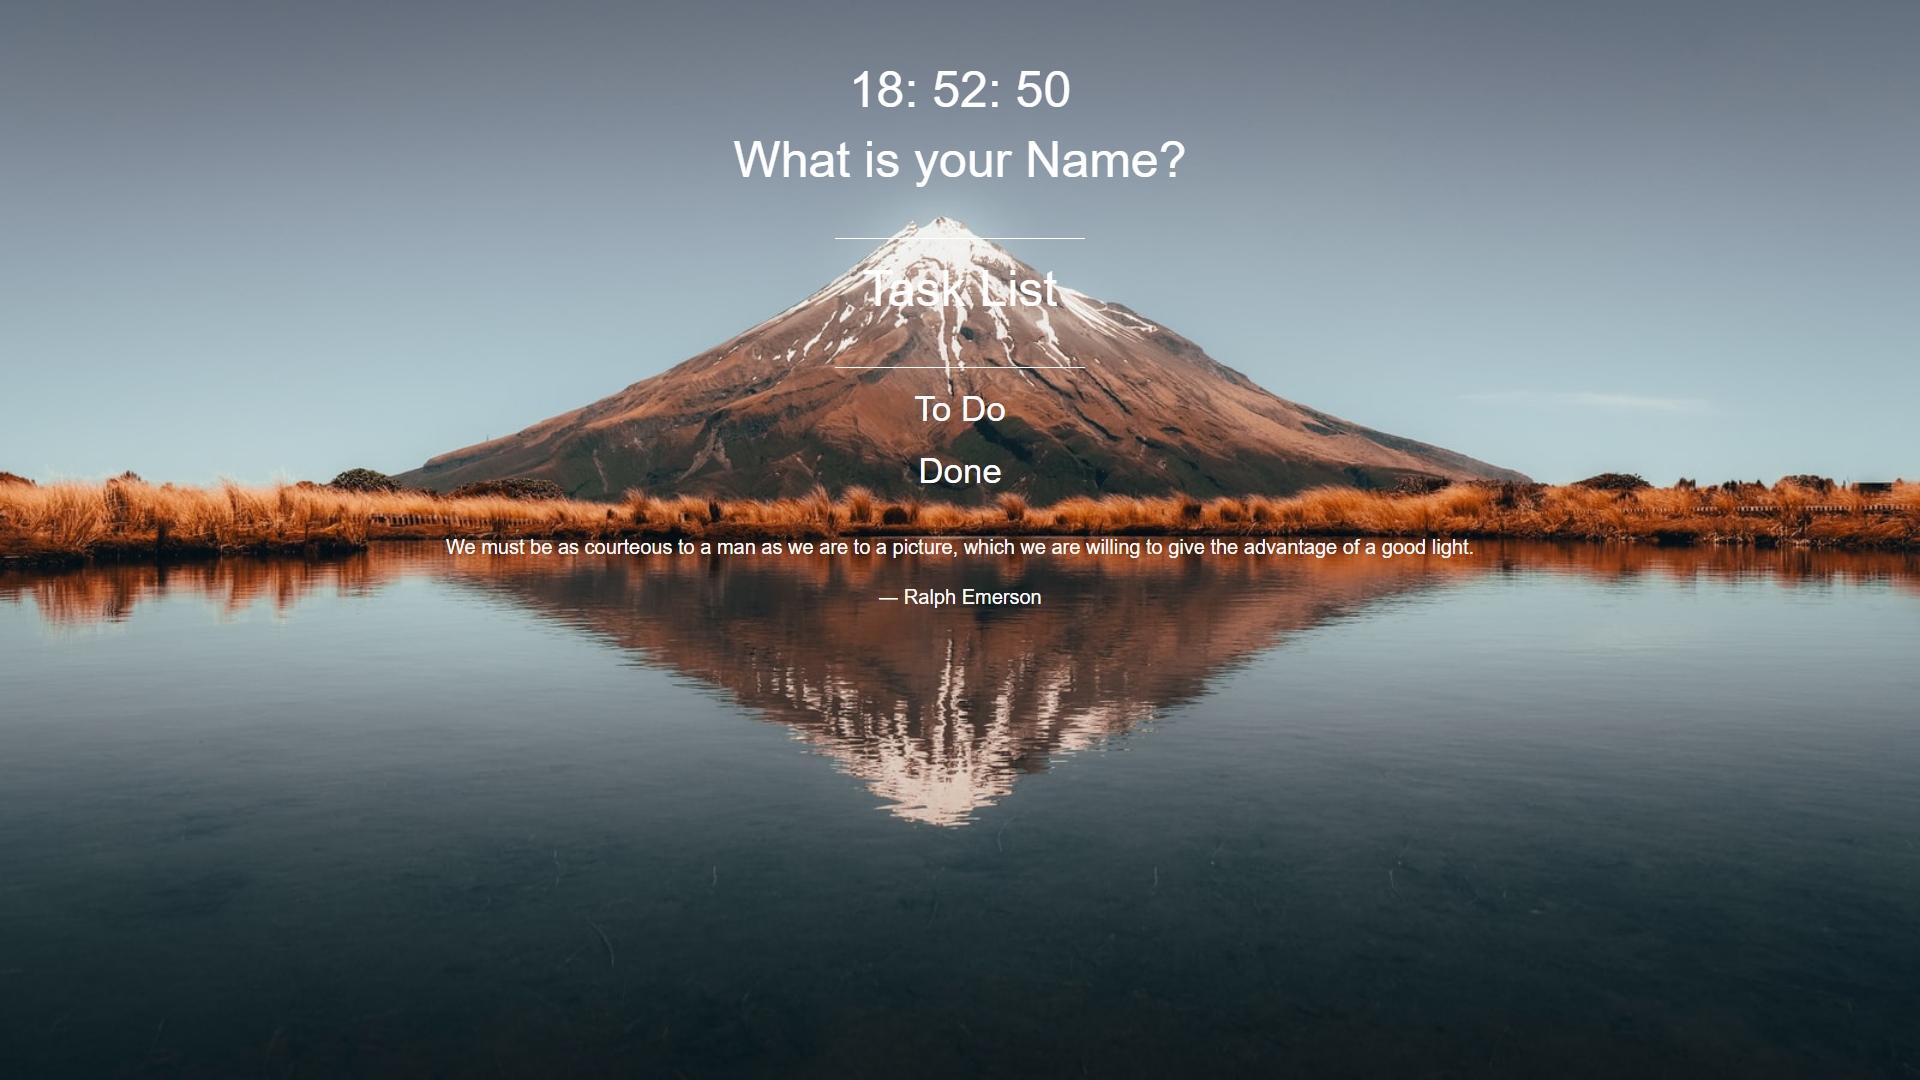 18: 52: 50
What is your Name?
Task List
To Do
Done
We must be as courteous to a man as we are to a picture, which we are willing to give the advantage of a good light.
— Ralph Emerson